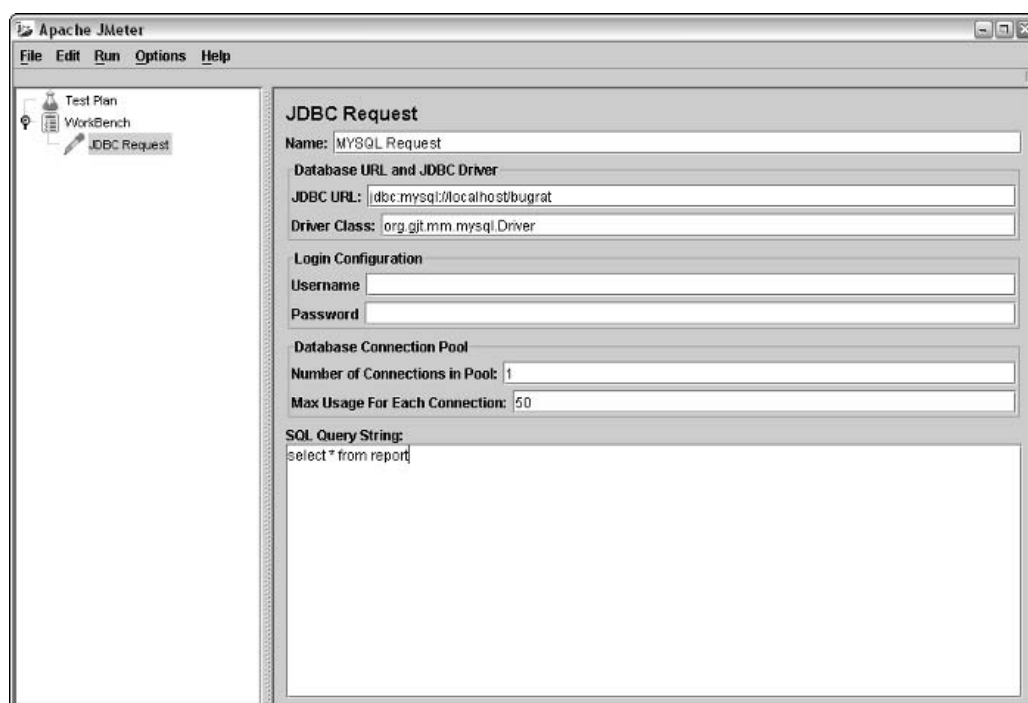 Apache JMeter
File Edit Run Options Help
Test Plan
WorkBench
JDBC Request
JDBC Request
Name: MYSQL Request
Database URL and JDBC Driver
JDBC URL: jdbc:mysql://localhost/bugrat
Driver Class: org.gjt.mm.mysql.Driver
Login Configuration
Username
Password
Database Connection Pool
Number of Connections in Pool: 1
Max Usage For Each Connection: 50
SQL Query String:
select * from report